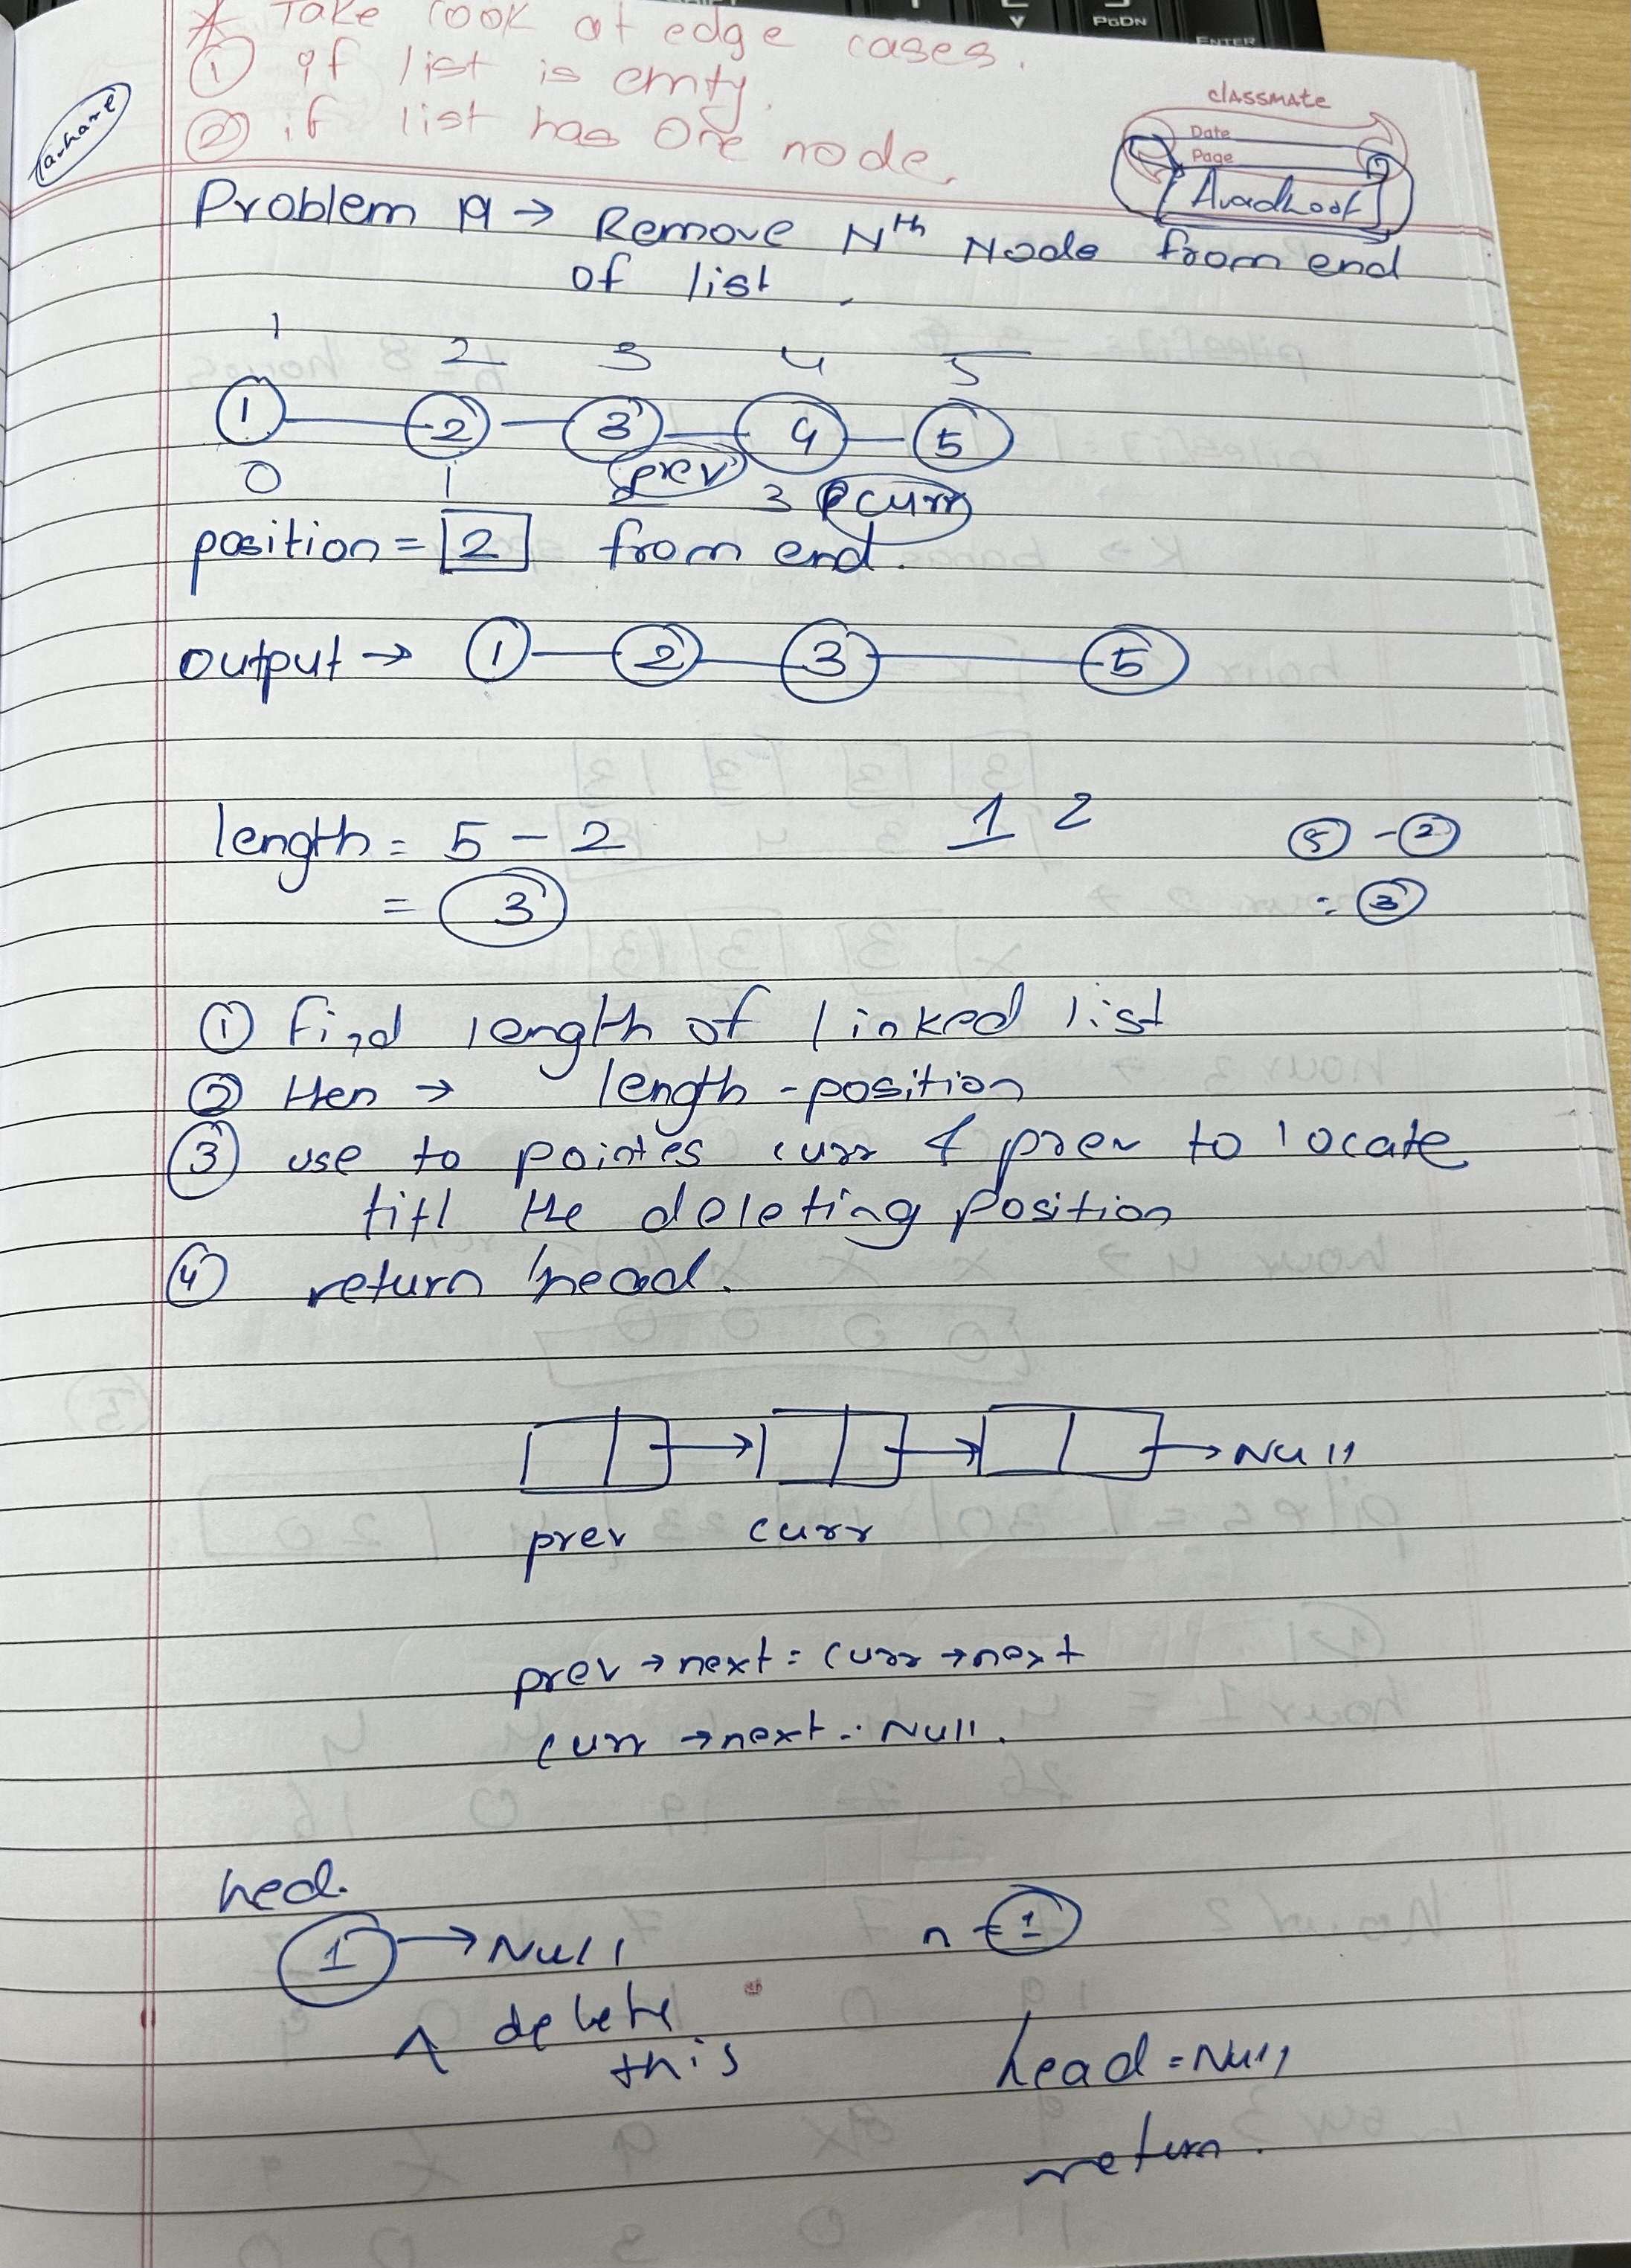 * Take look at edge cases.
① if list is emty.
② if list has one node.
classmate
Date
Page
Avadhoot
Problem 19 → Remove Nth Node from end
of list.
1 2 3 4 5
1 2 3 4 5
0 1 prev 3 curr
position = 2 from end.
output → 1 2 3 5
length = 5 - 2 1 2 5 - 2
= 3 = 3
① find length of linked list
② then → length - position
③ use to pointes curr & prev to locate
till the deleting position
④ return head.
→ → → Null
prev curr
prev → next = curr → next
curr → next = Null.
hed.
1 → Null n = 1
^ delete
this head = Null
return.
PGDN
ENTER